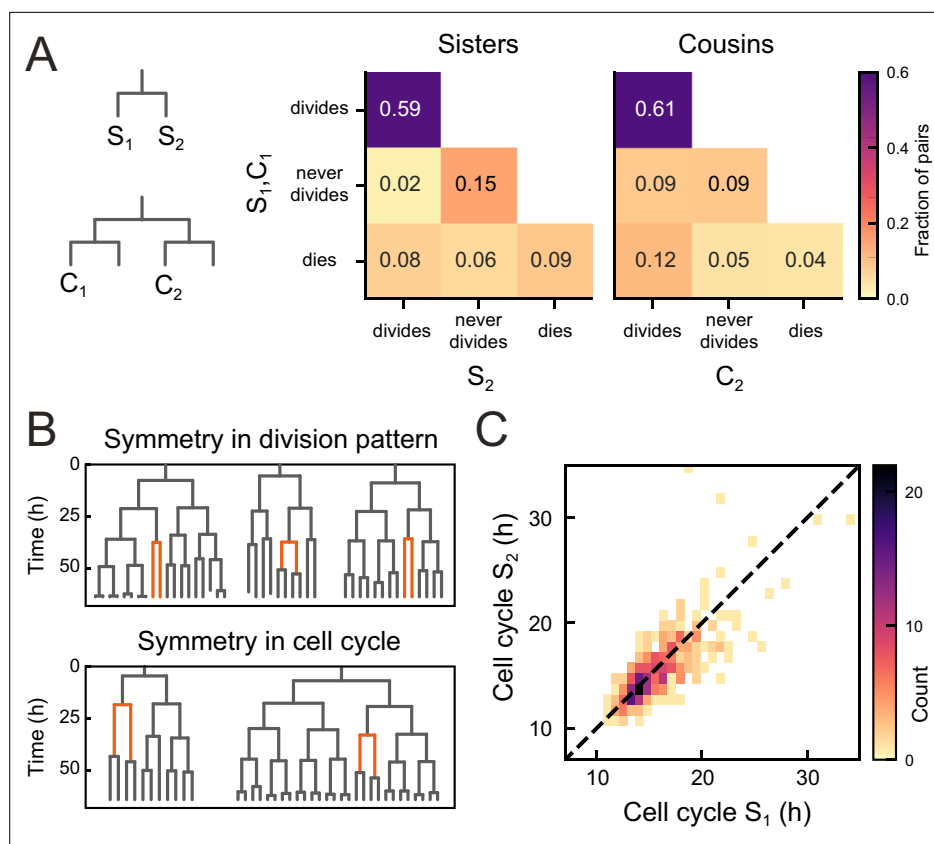 A
Sisters
Cousins
S1
S2
C1
C2
S1,C1
divides
never
divides
dies
0.59
0.02
0.15
0.08
0.06
0.09
divides
never
divides
dies
S2
0.61
0.09
0.09
0.12
0.05
0.04
divides
never
divides
dies
C2
0.6
0.4
0.2
0.0
Fraction of pairs
B
Symmetry in division pattern
Time (h)
0
25
50
Symmetry in cell cycle
Time (h)
0
25
50
C
Cell cycle S2 (h)
30
20
10
10
20
30
Cell cycle S1 (h)
20
10
0
Count